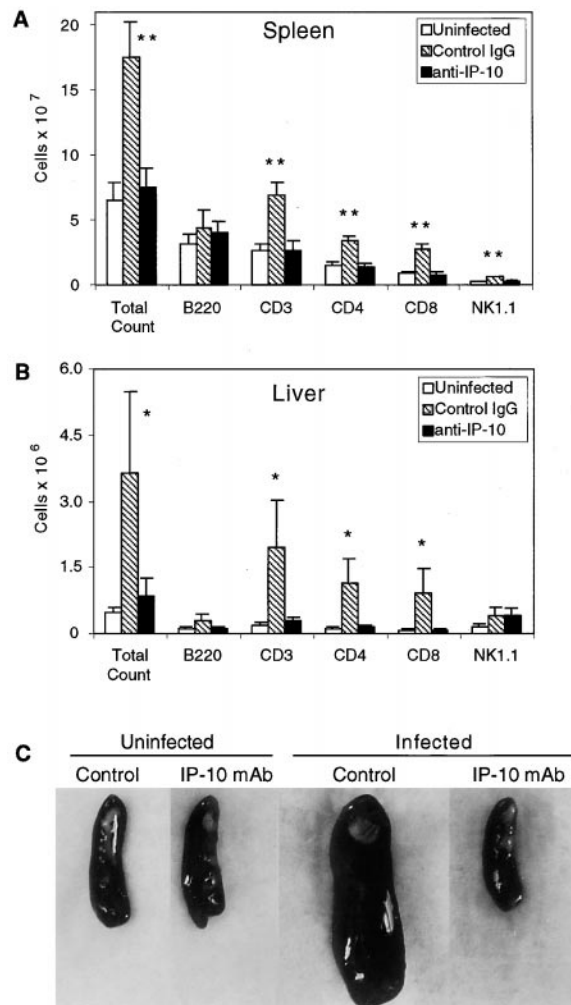 A
Spleen
Uninfected
Control IgG
anti-IP-10
Cells x 10 7
20
15
10
5
0
**
**
**
**
**
Total Count
B220
CD3
CD4
CD8
NK1.1
B
Liver
Uninfected
Control IgG
anti-IP-10
Cells x 10 6
6.0
4.5
3.0
1.5
0
*
*
*
*
Total Count
B220
CD3
CD4
CD8
NK1.1
C
Uninfected
Infected
Control
IP-10 mAb
Control
IP-10 mAb